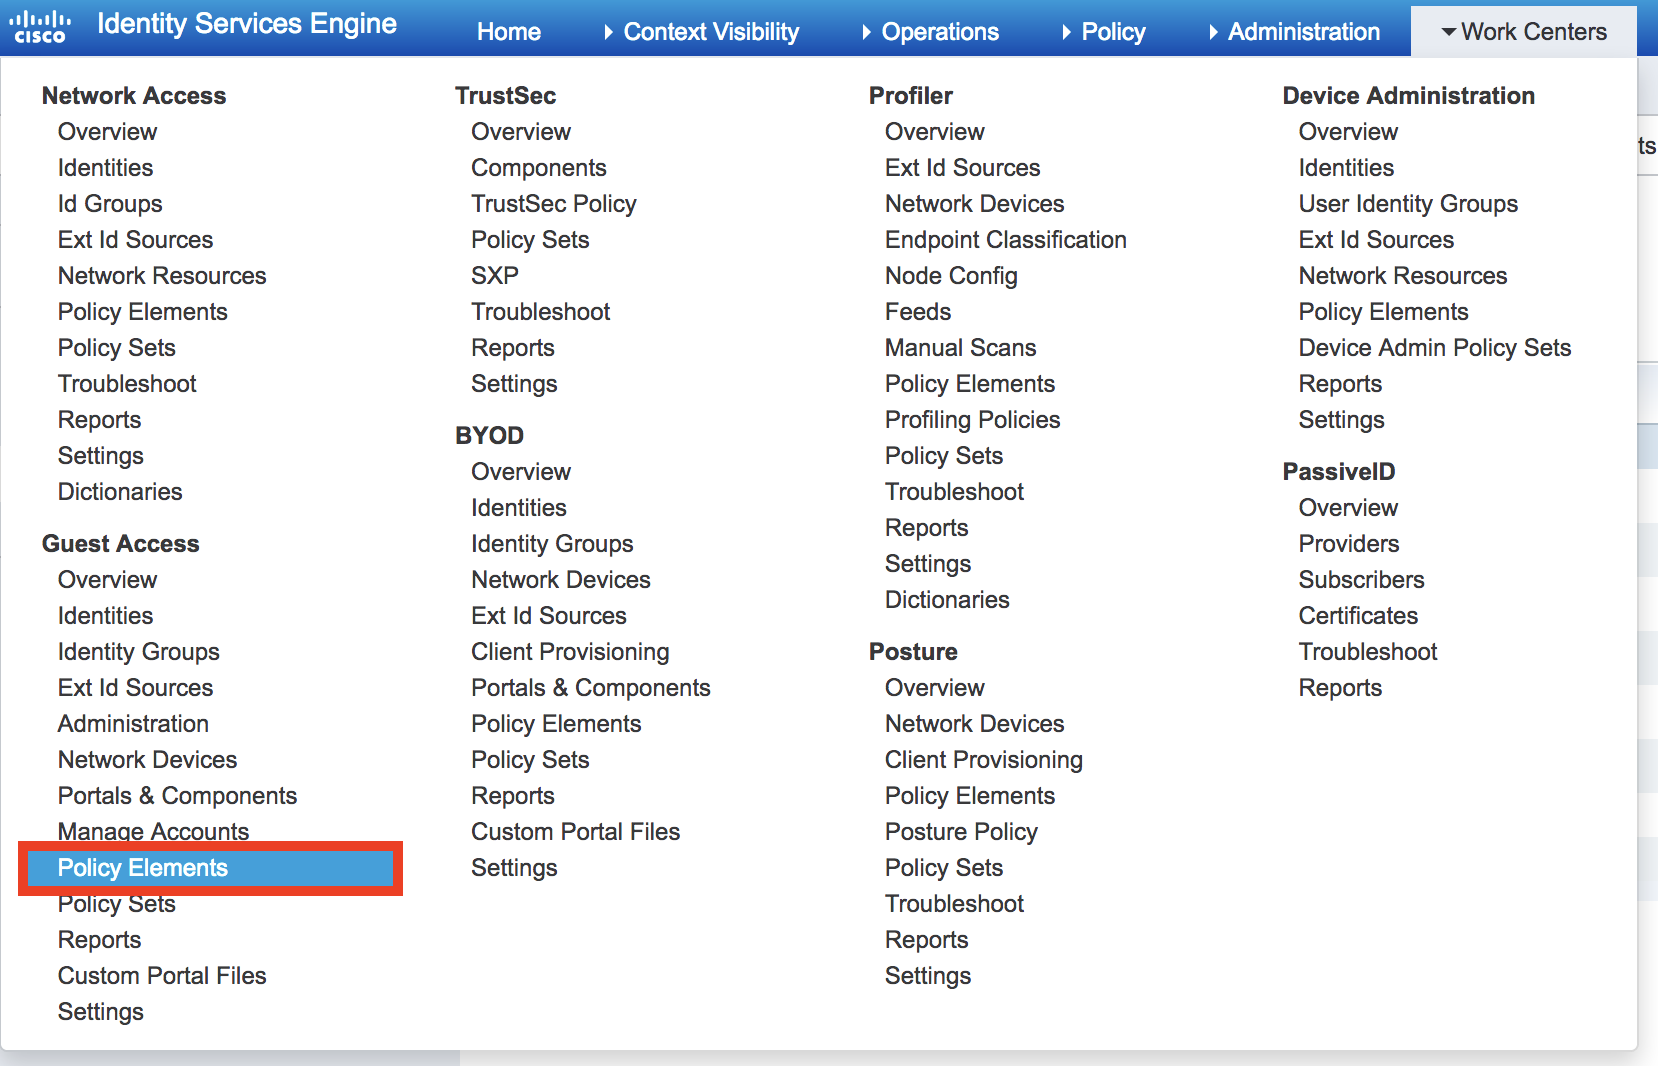 CISCO Identity Services Engine Home Context Visibility Operations Policy Administration Work Centers
Network Access
Overview
Identities
Id Groups
Ext Id Sources
Network Resources
Policy Elements
Policy Sets
Troubleshoot
Reports
Settings
Dictionaries
Guest Access
Overview
Identities
Identity Groups
Ext Id Sources
Administration
Network Devices
Portals & Components
Manage Accounts
Policy Elements
Policy Sets
Reports
Custom Portal Files
Settings
TrustSec
Overview
Components
TrustSec Policy
Policy Sets
SXP
Troubleshoot
Reports
Settings
BYOD
Overview
Identities
Identity Groups
Network Devices
Ext Id Sources
Client Provisioning
Portals & Components
Policy Elements
Policy Sets
Reports
Custom Portal Files
Settings
Profiler
Overview
Ext Id Sources
Network Devices
Endpoint Classification
Node Config
Feeds
Manual Scans
Policy Elements
Profiling Policies
Policy Sets
Troubleshoot
Reports
Settings
Dictionaries
Posture
Overview
Network Devices
Client Provisioning
Policy Elements
Posture Policy
Policy Sets
Troubleshoot
Reports
Settings
Device Administration
Overview
Identities
User Identity Groups
Ext Id Sources
Network Resources
Policy Elements
Device Admin Policy Sets
Reports
Settings
PassiveID
Overview
Providers
Subscribers
Certificates
Troubleshoot
Reports
ts